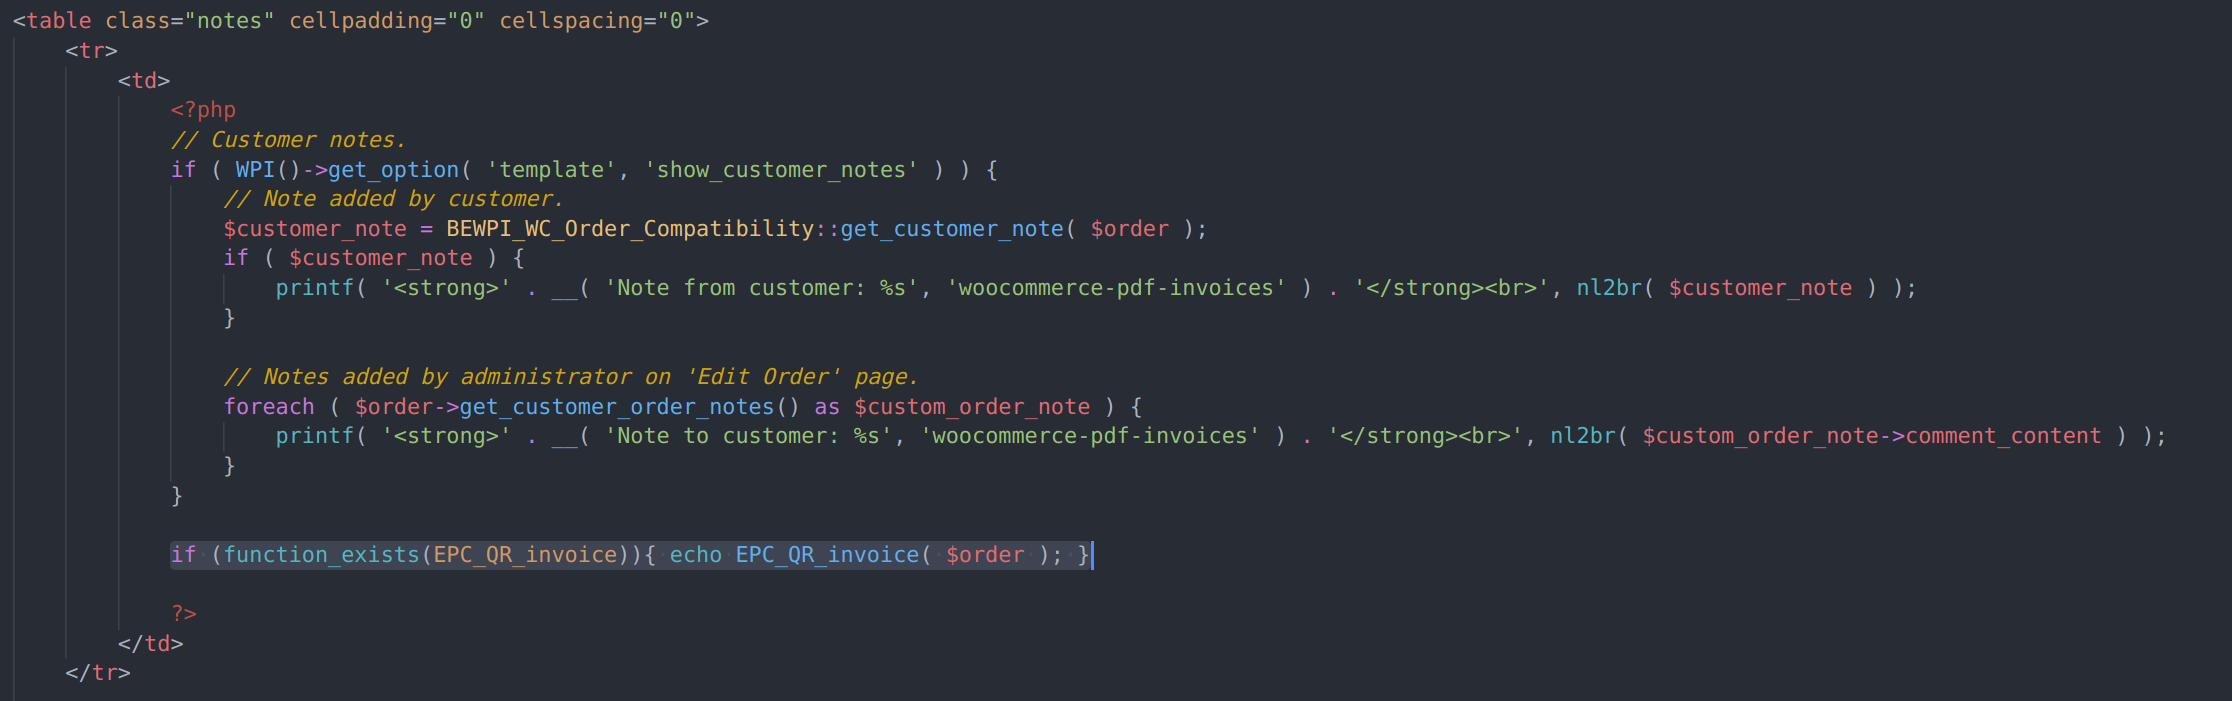 <table class="notes" cellpadding="0" cellspacing="0">
<tr>
<td>
<?php
// Customer notes.
if ( WPI()->get_option( 'template', 'show_customer_notes' ) ) {
// Note added by customer.
$customer_note = BEWPI_WC_Order_Compatibility::get_customer_note( $order );
if ( $customer_note ) {
printf( '<strong>' . __( 'Note from customer: %s', 'woocommerce-pdf-invoices' ) . '</strong><br>', nl2br( $customer_note ) );
}
// Notes added by administrator on 'Edit Order' page.
foreach ( $order->get_customer_order_notes() as $custom_order_note ) {
printf( '<strong>' . __( 'Note to customer: %s', 'woocommerce-pdf-invoices' ) . '</strong><br>', nl2br( $custom_order_note->comment_content ) );
}
}
if (function_exists(EPC_QR_invoice)){ echo EPC_QR_invoice( $order ); }
?>
</td>
</tr>